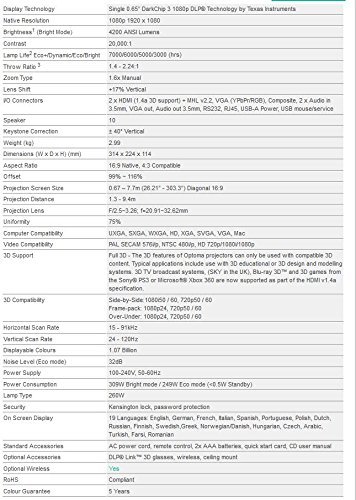 Display Technology Single 0.65" DarkChip 3 1080p DLP® Technology by Texas Instruments
Native Resolution 1080p 1920 x 1080
Brightness¹ (Bright Mode) 4200 ANSI Lumens
Contrast 20,000:1
Lamp Life² Eco+/Dynamic/Eco/Bright 7000/6000/5000/3000 (hrs)
Throw Ratio ³ 1.4 - 2.24:1
Zoom Type 1.6x Manual
Lens Shift +17% Vertical
I/O Connectors 2 x HDMI (1.4a 3D support) + MHL v2.2, VGA (YPbPr/RGB), Composite, 2 x Audio in
3.5mm, VGA out, Audio out 3.5mm, RS232, RJ45, USB-A Power, USB mouse/service
Speaker 10
Keystone Correction ± 40° Vertical
Weight (kg) 2.99
Dimensions (W x D x H) (mm) 314 x 224 x 114
Aspect Ratio 16:9 Native, 4:3 Compatible
Offset 99% ~ 116%
Projection Screen Size 0.67 – 7.7m (26.21" - 303.3") Diagonal 16:9
Projection Distance 1.3 - 9.4m
Projection Lens F/2.5~3.26; f=20.91~32.62mm
Uniformity 75%
Computer Compatibility UXGA, SXGA, WXGA, HD, XGA, SVGA, VGA, Mac
Video Compatibility PAL, SECAM 576i/p, NTSC 480i/p, HD 720p/1080i/1080p
3D Support Full 3D - The 3D features of Optoma projectors can only be used with compatible 3D
content. Typical applications include use with 3D educational or 3D design and modelling
systems. 3D TV broadcast systems, (SKY in the UK), Blu-ray 3D™ and 3D games from
the Sony® PS3 or Microsoft® Xbox 360 are now supported as part of the HDMI v1.4a
specification.
3D Compatibility Side-by-Side:1080i50 / 60, 720p50 / 60
Frame-pack: 1080p24, 720p50 / 60
Over-Under: 1080p24, 720p50 / 60
Horizontal Scan Rate 15 - 91kHz
Vertical Scan Rate 24 - 120Hz
Displayable Colours 1.07 Billion
Noise Level (Eco mode) 32dB
Power Supply 100-240V, 50-60Hz
Power Consumption 309W Bright mode / 249W Eco mode (<0.5W Standby)
Lamp Type 260W
Security Kensington lock, password protection
On Screen Display 19 Languages: English, German, French, Italian, Spanish, Portuguese, Polish, Dutch,
Russian, Finnish, Swedish,Greek, Norwegian/Danish, Hungarian, Czech, Arabic,
Turkish, Farsi, Romanian
Standard Accessories AC power cord, remote control, 2x AAA batteries, quick start card, CD user manual
Optional Accessories DLP® Link™ 3D glasses, wireless, ceiling mount
Optional Wireless Yes
RoHS Compliant
Colour Guarantee 5 Years